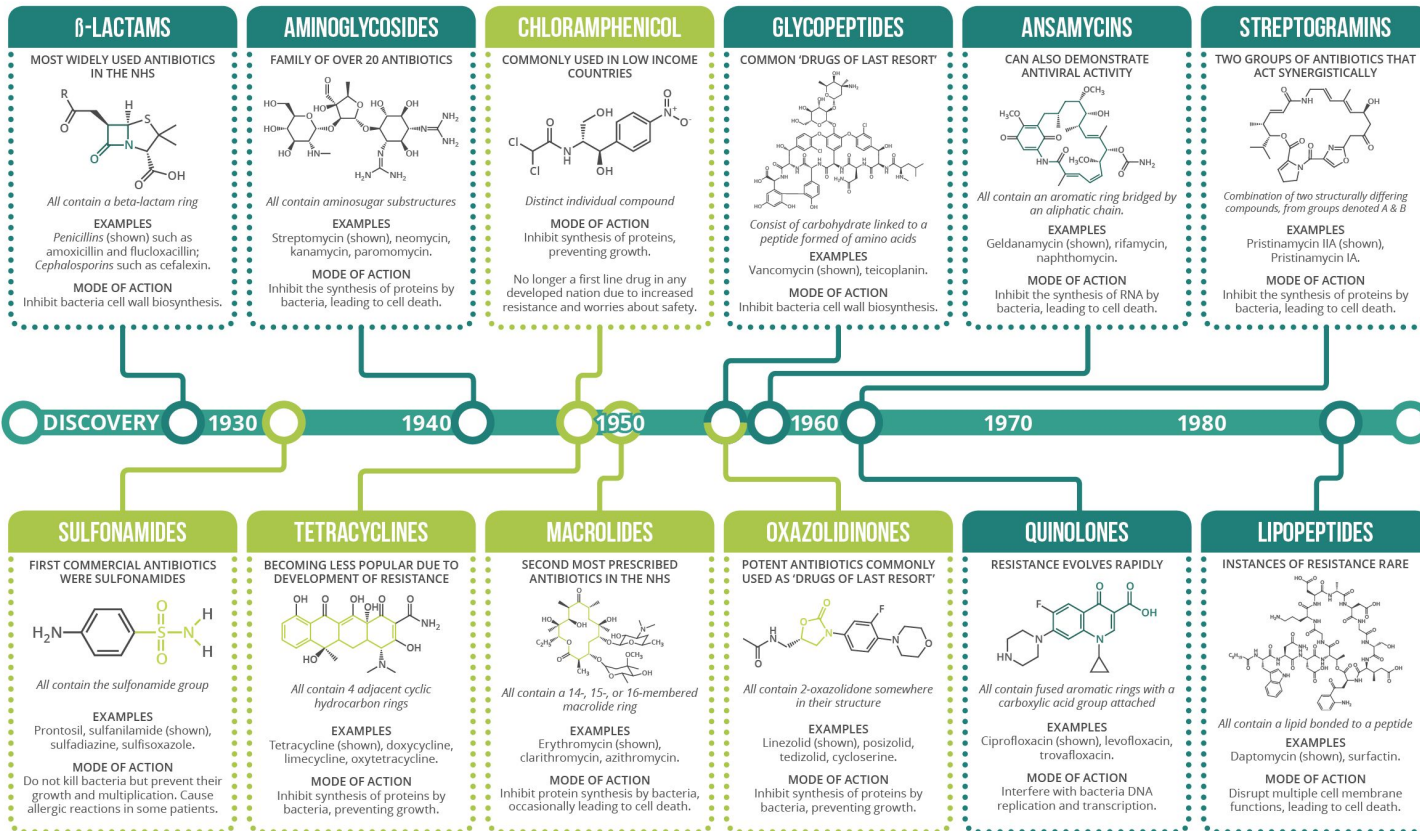 ß-LACTAMS
MOST WIDELY USED ANTIBIOTICS
IN THE NHS
R
O
H
S
O
N
O
OH
All contain a beta-lactam ring
EXAMPLES
Penicillins (shown) such as
amoxicillin and flucloxacillin;
Cephalosporins such as cefalexin.
MODE OF ACTION
Inhibit bacteria cell wall biosynthesis.
AMINOGLYCOSIDES
FAMILY OF OVER 20 ANTIBIOTICS
All contain aminosugar substructures
EXAMPLES
Streptomycin (shown), neomycin,
kanamycin, paromomycin.
MODE OF ACTION
Inhibit the synthesis of proteins by
bacteria, leading to cell death.
CHLORAMPHENICOL
COMMONLY USED IN LOW INCOME
COUNTRIES
Distinct individual compound
MODE OF ACTION
Inhibit synthesis of proteins,
preventing growth.
No longer a first line drug in any
developed nation due to increased
resistance and worries about safety.
GLYCOPEPTIDES
COMMON ‘DRUGS OF LAST RESORT’
Consist of carbohydrate linked to a
peptide formed of amino acids
EXAMPLES
Vancomycin (shown), teicoplanin.
MODE OF ACTION
Inhibit bacteria cell wall biosynthesis.
ANSAMYCINS
CAN ALSO DEMONSTRATE
ANTIVIRAL ACTIVITY
All contain an aromatic ring bridged by
an aliphatic chain.
EXAMPLES
Geldanamycin (shown), rifamycin,
naphthomycin.
MODE OF ACTION
Inhibit the synthesis of RNA by
bacteria, leading to cell death.
STREPTOGRAMINS
TWO GROUPS OF ANTIBIOTICS THAT
ACT SYNERGISTICALLY
Combination of two structurally differing
compounds, from groups denoted A & B
EXAMPLES
Pristinamycin IIA (shown),
Pristinamycin IA.
MODE OF ACTION
Inhibit the synthesis of proteins by
bacteria, leading to cell death.
DISCOVERY 1930 1940 1950 1960 1970 1980
SULFONAMIDES
FIRST COMMERCIAL ANTIBIOTICS
WERE SULFONAMIDES
H₂N
O
S
O
N
H
H
All contain the sulfonamide group
EXAMPLES
Prontosil, sulfanilamide (shown),
sulfadiazine, sulfisoxazole.
MODE OF ACTION
Do not kill bacteria but prevent their
growth and multiplication. Cause
allergic reactions in some patients.
TETRACYCLINES
BECOMING LESS POPULAR DUE TO
DEVELOPMENT OF RESISTANCE
All contain 4 adjacent cyclic
hydrocarbon rings
EXAMPLES
Tetracycline (shown), doxycycline,
limecycline, oxytetracycline.
MODE OF ACTION
Inhibit synthesis of proteins by
bacteria, preventing growth.
MACROLIDES
SECOND MOST PRESCRIBED
ANTIBIOTICS IN THE NHS
All contain a 14-, 15-, or 16-membered
macrolide ring
EXAMPLES
Erythromycin (shown),
clarithromycin, azithromycin.
MODE OF ACTION
Inhibit protein synthesis by bacteria,
occasionally leading to cell death.
OXAZOLIDINONES
POTENT ANTIBIOTICS COMMONLY
USED AS ‘DRUGS OF LAST RESORT’
All contain 2-oxazolidone somewhere
in their structure
EXAMPLES
Linezolid (shown), posizolid,
tedizolid, cycloserine.
MODE OF ACTION
Inhibit synthesis of proteins by
bacteria, preventing growth.
QUINOLONES
RESISTANCE EVOLVES RAPIDLY
All contain fused aromatic rings with a
carboxylic acid group attached
EXAMPLES
Ciprofloxacin (shown), levofloxacin,
trovafloxacin.
MODE OF ACTION
Interfere with bacteria DNA
replication and transcription.
LIPOPEPTIDES
INSTANCES OF RESISTANCE RARE
All contain a lipid bonded to a peptide
EXAMPLES
Daptomycin (shown), surfactin.
MODE OF ACTION
Disrupt multiple cell membrane
functions, leading to cell death.